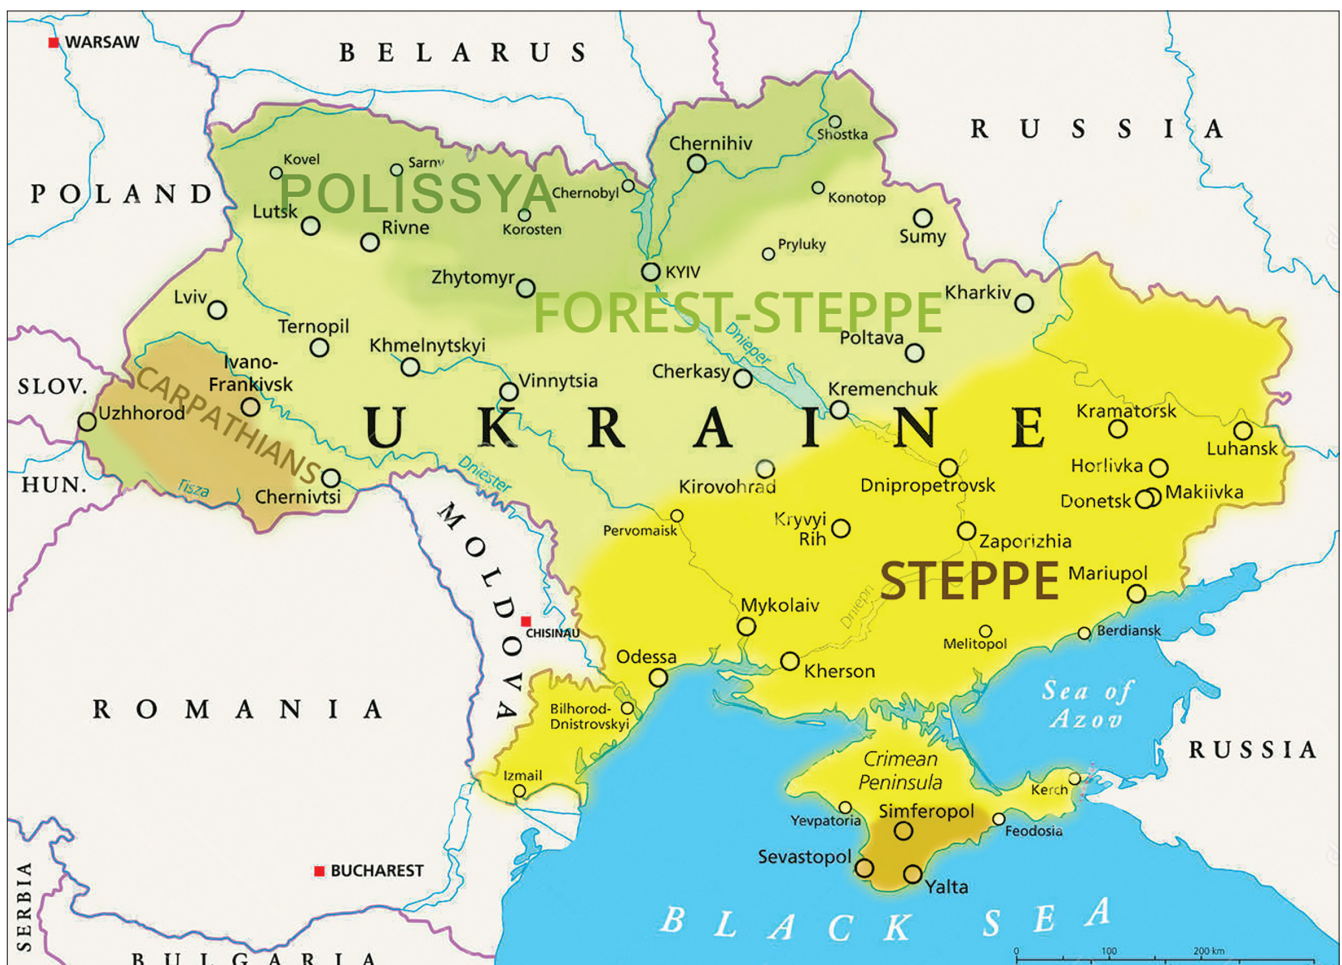 WARSAW
BELARUS
RUSSIA
POLAND
Kovel
Sarny
POLISSYA
Chernobyl
Chernihiv
Shostka
Konotop
Lutsk
Rivne
Korosten
Sumy
Pryluky
Zhytomyr
KYIV
FOREST-STEPPE
Kharkiv
Lviv
Ternopil
Khmelnytskyi
Dnieper
Poltava
Ivano-
Frankivsk
CARPATHIANS
Vinnytsia
Cherkasy
Kremenchuk
SLOV.
Uzhhorod
UKRAINE
Kramatorsk
Luhansk
HUN.
Tisza
Chernivtsi
Dniester
Kirovohrad
Dnipropetrovsk
Horlivka
Donetsk
Makiivka
MOLDOVA
Pervomaisk
Kryvyi
Rih
Zaporizhia
STEPPE
Mariupol
Dniepr
Mykolaiv
CHISINAU
Melitopol
Berdiansk
Odessa
Kherson
ROMANIA
Bilhorod-
Dnistrovskyi
Sea of
Azov
RUSSIA
Crimean
Peninsula
Izmail
Kerch
Yevpatoria
Simferopol
Feodosia
Sevastopol
Yalta
BUCHAREST
SERBIA
BLACK SEA
BULGARIA
0 100 200 km